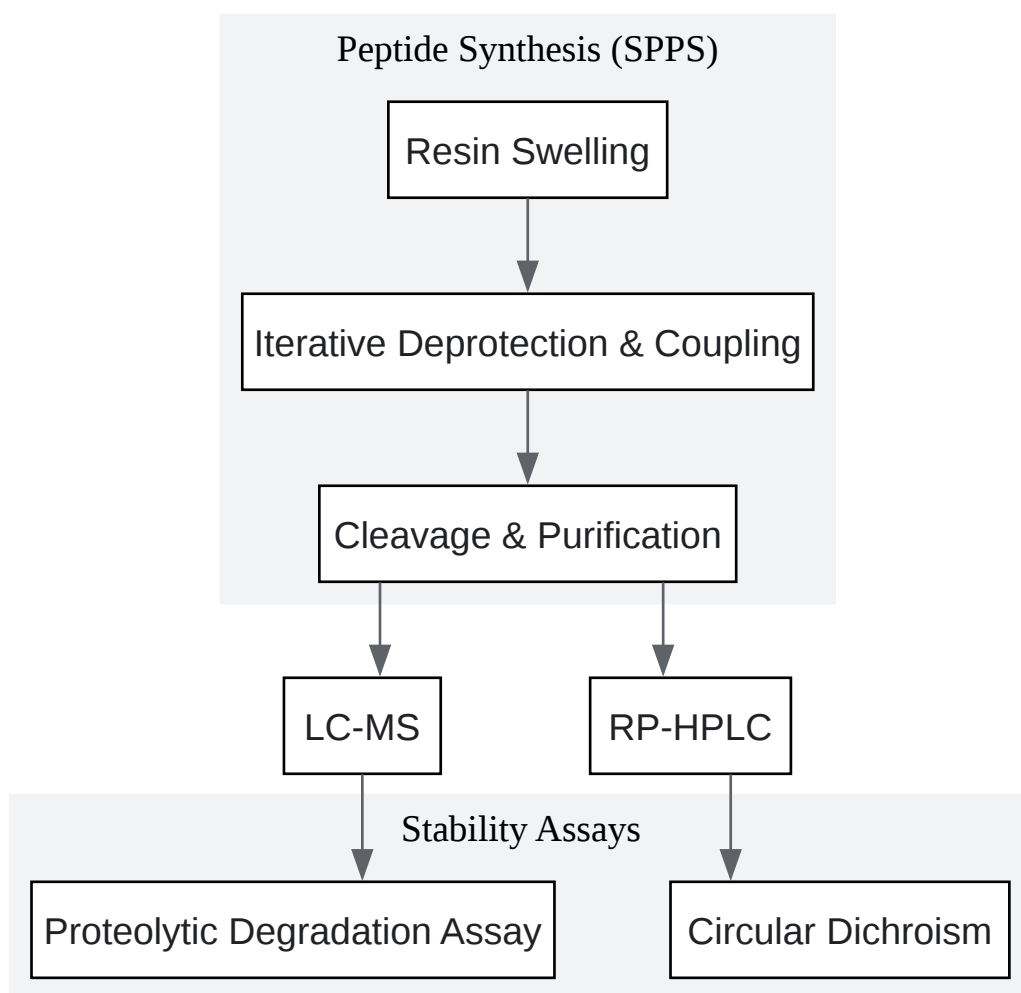 Peptide Synthesis (SPPS)
Resin Swelling
Iterative Deprotection & Coupling
Cleavage & Purification
LC-MS
RP-HPLC
Stability Assays
Proteolytic Degradation Assay
Circular Dichroism